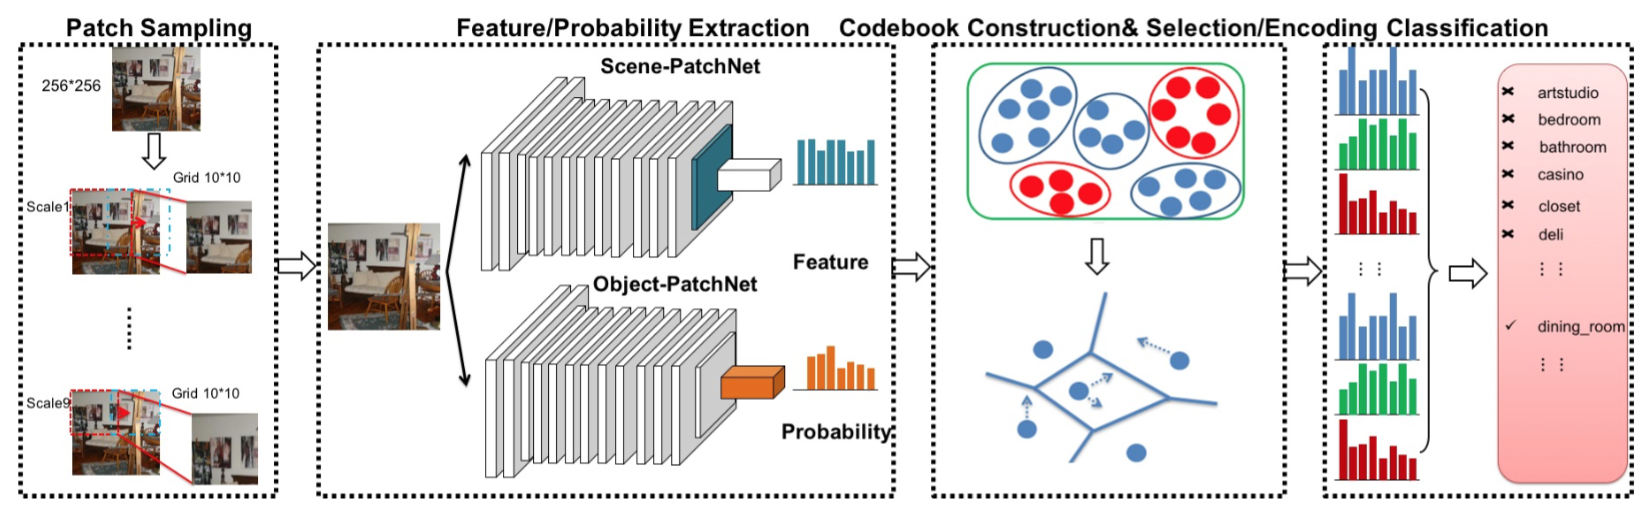 Patch Sampling
Feature/Probability Extraction
Codebook Construction& Selection/Encoding Classification
256*256
Grid 10*10
Scale1
Grid 10*10
Scale9
Scene-PatchNet
Feature
Object-PatchNet
Probability
artstudio
bedroom
bathroom
casino
closet
deli
dining_room